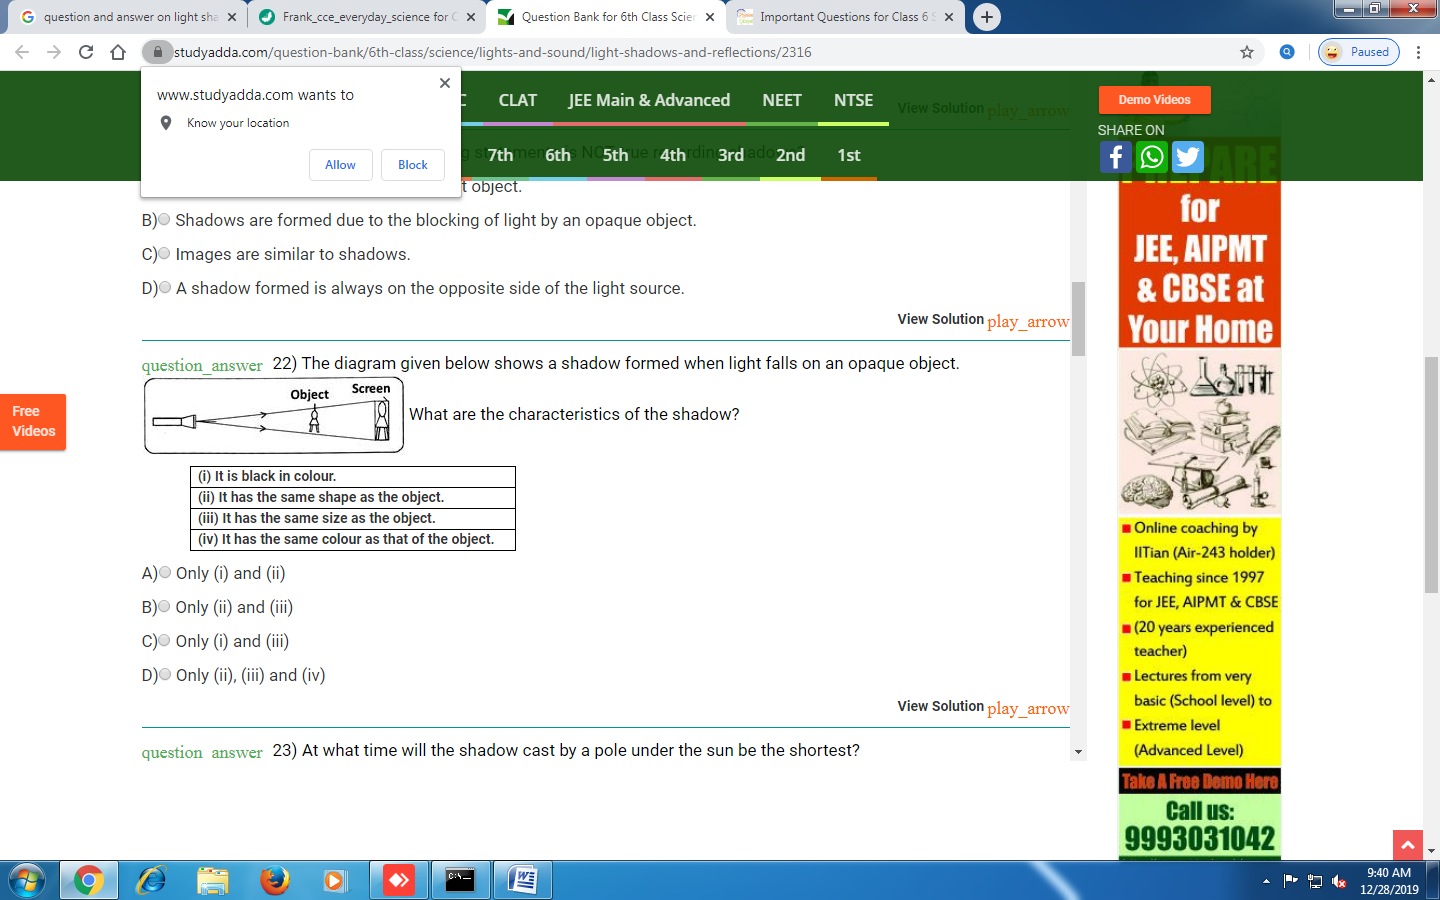 question and answer on light sha
Frank_cce_everyday_science for C
Question Bank for 6th Class Scien
Important Questions for Class 6 S
studyadda.com/question-bank/6th-class/science/lights-and-sound/light-shadows-and-reflections/2316
Paused
www.studyadda.com wants to
Know your location
Allow
Block
CLAT
JEE Main & Advanced
NEET
NTSE
View Solution play_arrow
7th
6th
5th
4th
3rd
2nd
1st
Demo Videos
SHARE ON
t object.
B) Shadows are formed due to the blocking of light by an opaque object.
C) Images are similar to shadows.
D) A shadow formed is always on the opposite side of the light source.
View Solution play_arrow
question_answer 22) The diagram given below shows a shadow formed when light falls on an opaque object.
Object
Screen
What are the characteristics of the shadow?
(i) It is black in colour.
(ii) It has the same shape as the object.
(iii) It has the same size as the object.
(iv) It has the same colour as that of the object.
A) Only (i) and (ii)
B) Only (ii) and (iii)
C) Only (i) and (iii)
D) Only (ii), (iii) and (iv)
View Solution play_arrow
question_answer 23) At what time will the shadow cast by a pole under the sun be the shortest?
Free
Videos
for
JEE, AIPMT
& CBSE at
Your Home
Online coaching by
IITian (Air-243 holder)
Teaching since 1997
for JEE, AIPMT & CBSE
(20 years experienced
teacher)
Lectures from very
basic (School level) to
Extreme level
(Advanced Level)
Take A Free Demo Here
Call us:
9993031042
9:40 AM
12/28/2019